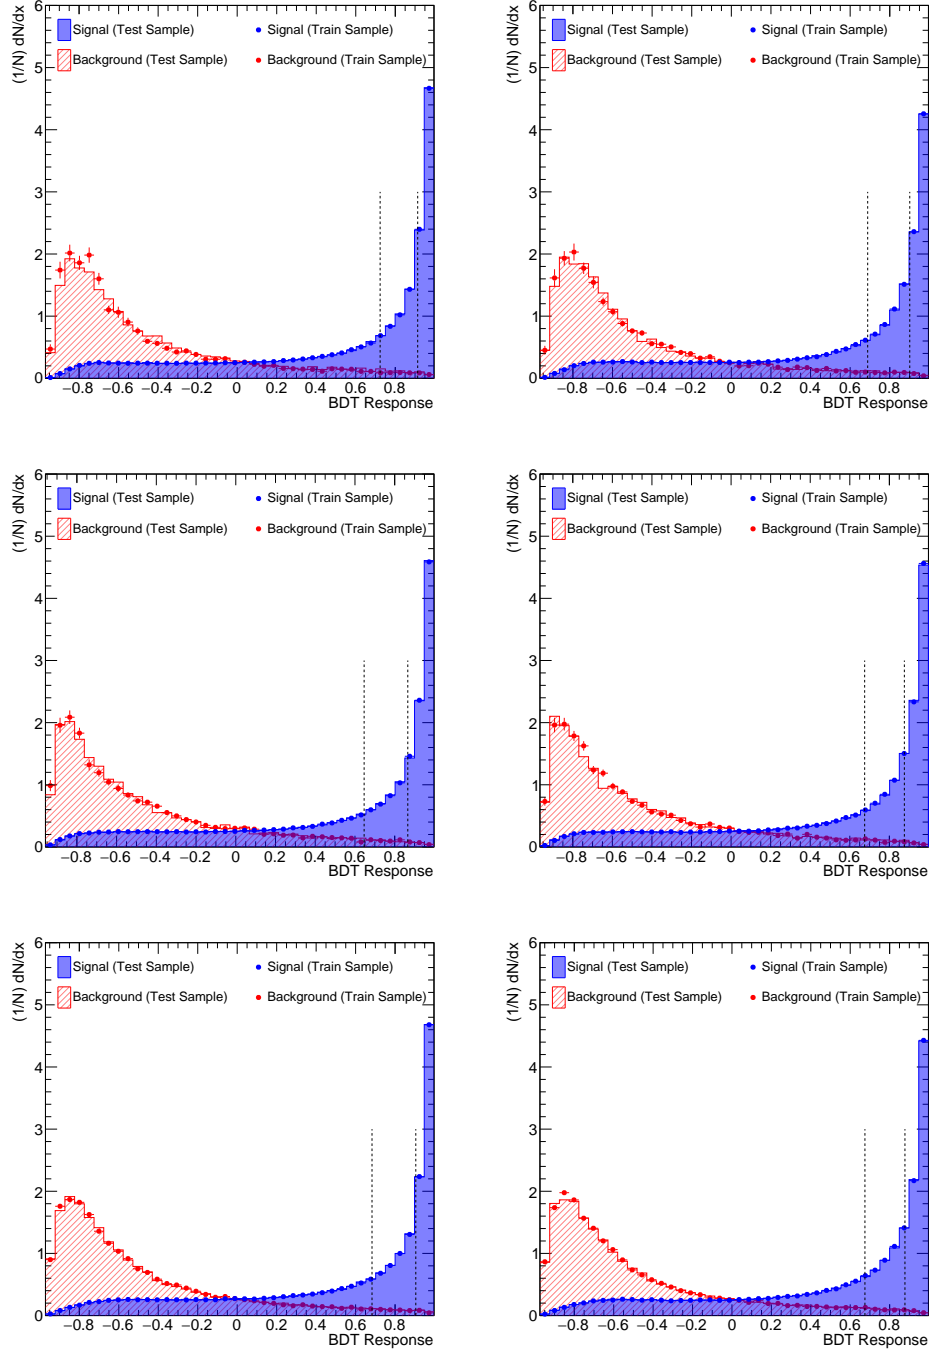 (1/N) dN/dx
6
5
4
3
2
1
0
Signal (Test Sample)
Signal (Train Sample)
Background (Test Sample)
Background (Train Sample)
−0.8 −0.6 −0.4 −0.2 0 0.2 0.4 0.6 0.8
BDT Response
(1/N) dN/dx
6
5
4
3
2
1
0
Signal (Test Sample)
Signal (Train Sample)
Background (Test Sample)
Background (Train Sample)
−0.8 −0.6 −0.4 −0.2 0 0.2 0.4 0.6 0.8
BDT Response
(1/N) dN/dx
6
5
4
3
2
1
0
Signal (Test Sample)
Signal (Train Sample)
Background (Test Sample)
Background (Train Sample)
−0.8 −0.6 −0.4 −0.2 0 0.2 0.4 0.6 0.8
BDT Response
(1/N) dN/dx
6
5
4
3
2
1
0
Signal (Test Sample)
Signal (Train Sample)
Background (Test Sample)
Background (Train Sample)
−0.8 −0.6 −0.4 −0.2 0 0.2 0.4 0.6 0.8
BDT Response
(1/N) dN/dx
6
5
4
3
2
1
0
Signal (Test Sample)
Signal (Train Sample)
Background (Test Sample)
Background (Train Sample)
−0.8 −0.6 −0.4 −0.2 0 0.2 0.4 0.6 0.8
BDT Response
(1/N) dN/dx
6
5
4
3
2
1
0
Signal (Test Sample)
Signal (Train Sample)
Background (Test Sample)
Background (Train Sample)
−0.8 −0.6 −0.4 −0.2 0 0.2 0.4 0.6 0.8
BDT Response